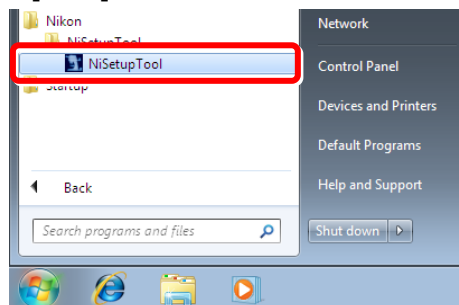 Nikon
NiSetupTool
NiSetupTool
Startup
Back
Search programs and files
Network
Control Panel
Devices and Printers
Default Programs
Help and Support
Shut down